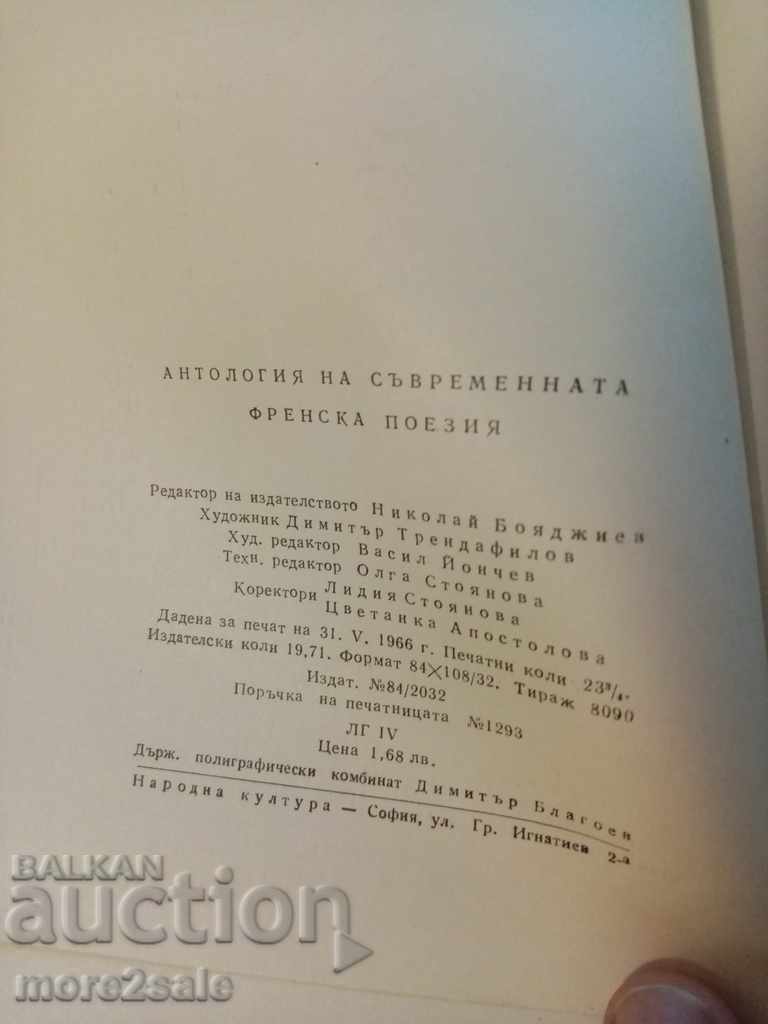 АНТОЛОГИЯ НА СЪВРЕМЕННАТА
ФРЕНСКА ПОЕЗИЯ
Редактор на издателството Николай Бояджиев
Художник Димитър Трендафилов
Худ. редактор Васил Йончев
Техн. редактор Олга Стоянова
Коректори Лидия Стоянова
Цветанка Апостолова
Дадена за печат на 31. V. 1966 г. Печатни коли 23³/₄.
Издателски коли 19,71. Формат 84×108/32. Тираж 8090
Издат. №84/2032
Поръчка на печатницата №1293
ЛГ IV
Цена 1,68 лв.
Държ. полиграфически комбинат Димитър Благоев
Народна култура — София, ул. Гр. Игнатиев 2-а
BALKAN
auction
more2sale